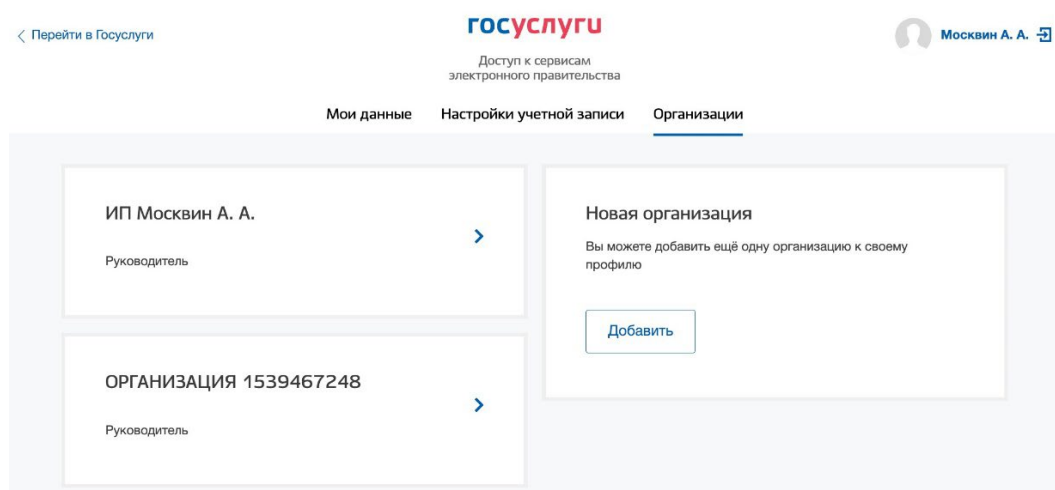 Перейти в Госуслуги
госуслуги
Москвин А. А.
Доступ к сервисам
электронного правительства
Мои данные Настройки учетной записи Организации
ИП Москвин А. А.
Руководитель
Новая организация
Вы можете добавить ещё одну организацию к своему
профилю
Добавить
ОРГАНИЗАЦИЯ 1539467248
Руководитель